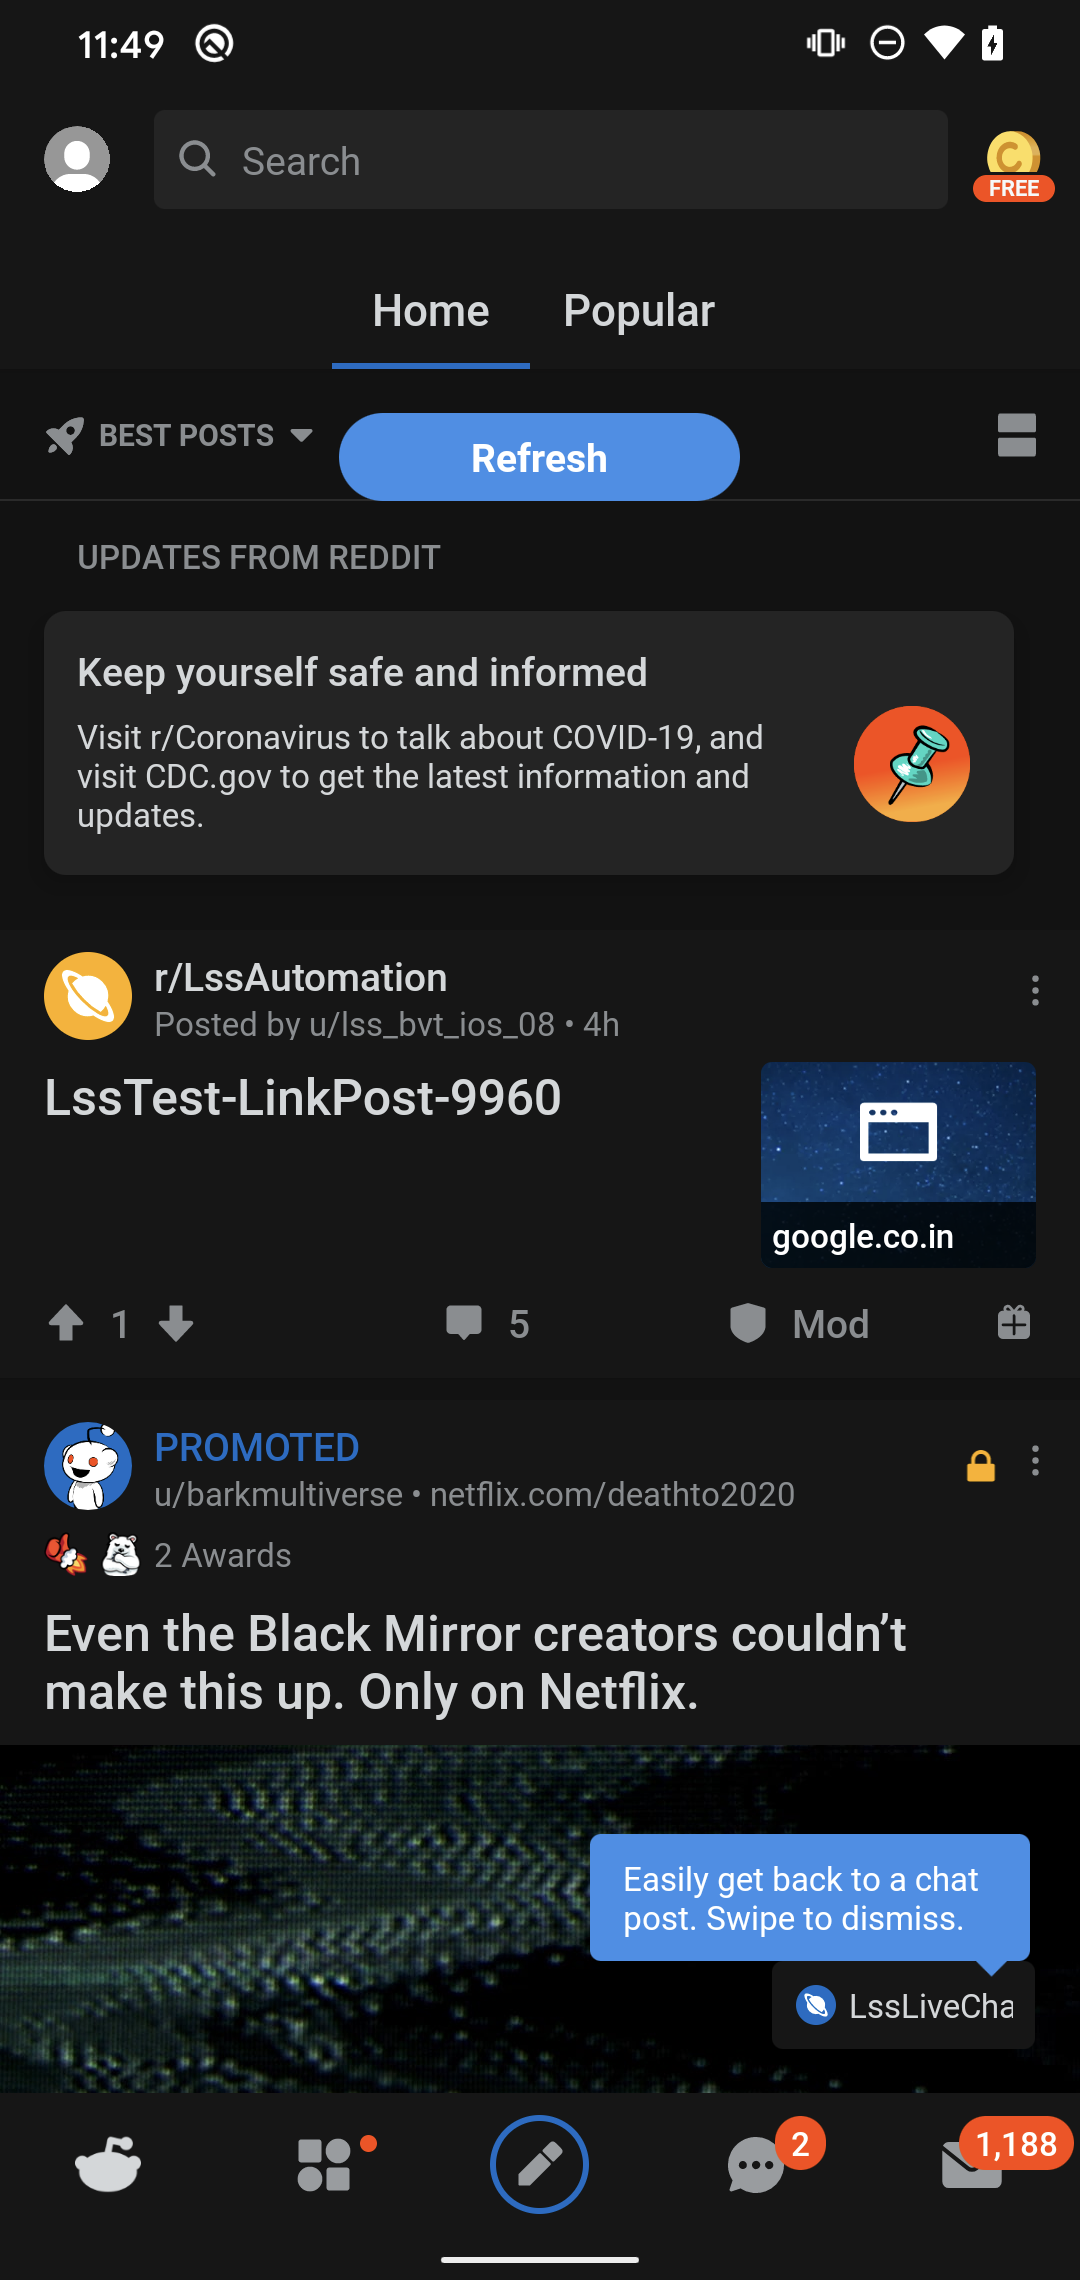 11:49
Search
FREE
Home
Popular
BEST POSTS
Refresh
UPDATES FROM REDDIT
Keep yourself safe and informed
Visit r/Coronavirus to talk about COVID-19, and
visit CDC.gov to get the latest information and
updates.
r/LssAutomation
Posted by u/lss_bvt_ios_08 • 4h
LssTest-LinkPost-9960
google.co.in
1
5
Mod
PROMOTED
u/barkmultiverse • netflix.com/deathto2020
2 Awards
Even the Black Mirror creators couldn’t
make this up. Only on Netflix.
Easily get back to a chat
post. Swipe to dismiss.
LssLiveCha
2
1,188